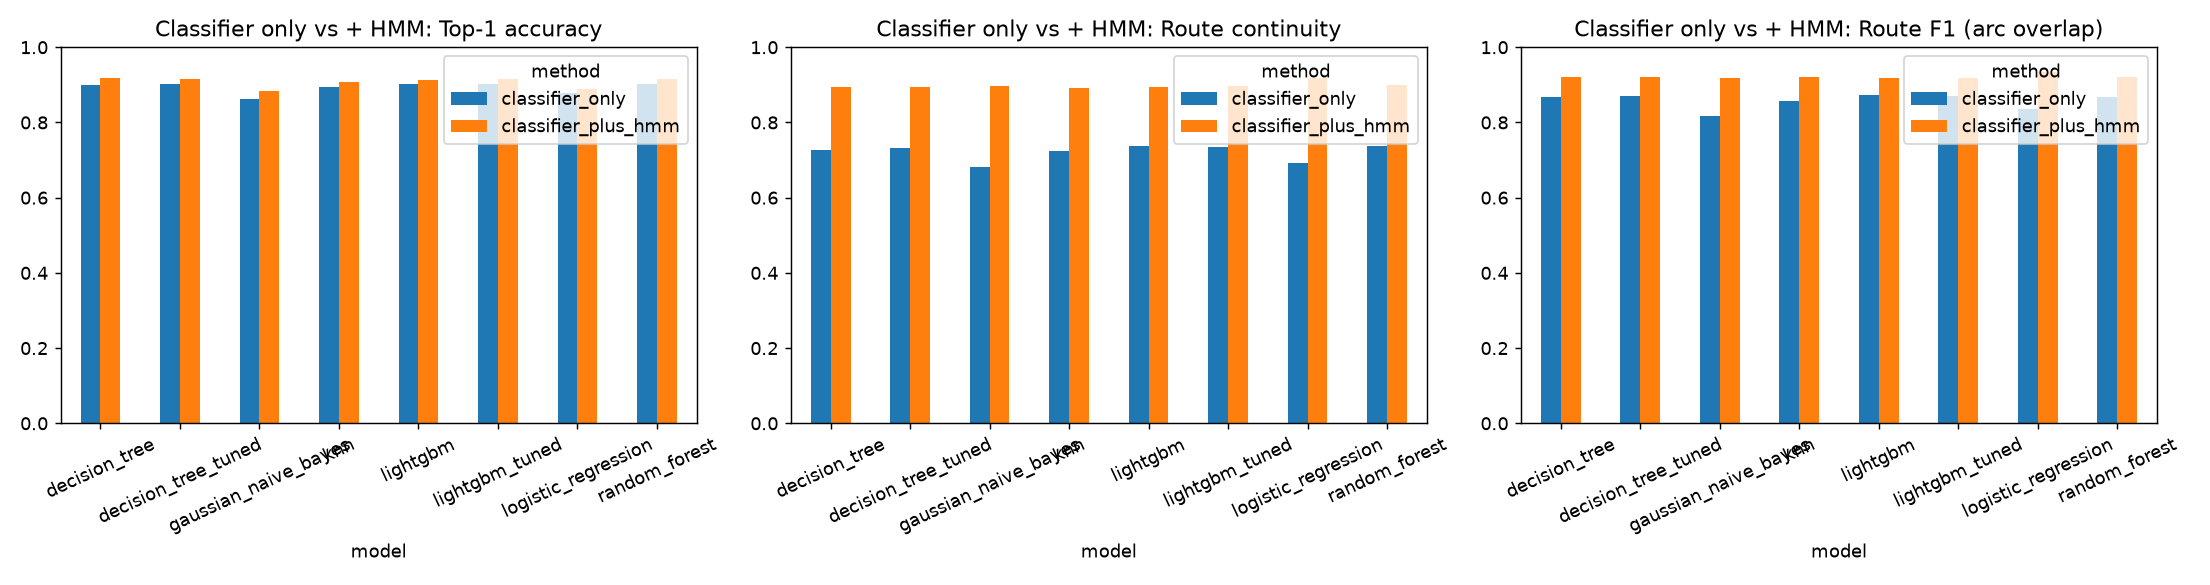 Classifier only vs + HMM: Top-1 accuracy
1.0
0.8
0.6
0.4
0.2
0.0
method
classifier_only
classifier_plus_hmm
decision_tree
decision_tree_tuned
gaussian_naive_bayes
knn
lightgbm
lightgbm_tuned
logistic_regression
random_forest
model
Classifier only vs + HMM: Route continuity
1.0
0.8
0.6
0.4
0.2
0.0
method
classifier_only
classifier_plus_hmm
decision_tree
decision_tree_tuned
gaussian_naive_bayes
knn
lightgbm
lightgbm_tuned
logistic_regression
random_forest
model
Classifier only vs + HMM: Route F1 (arc overlap)
1.0
0.8
0.6
0.4
0.2
0.0
method
classifier_only
classifier_plus_hmm
decision_tree
decision_tree_tuned
gaussian_naive_bayes
knn
lightgbm
lightgbm_tuned
logistic_regression
random_forest
model